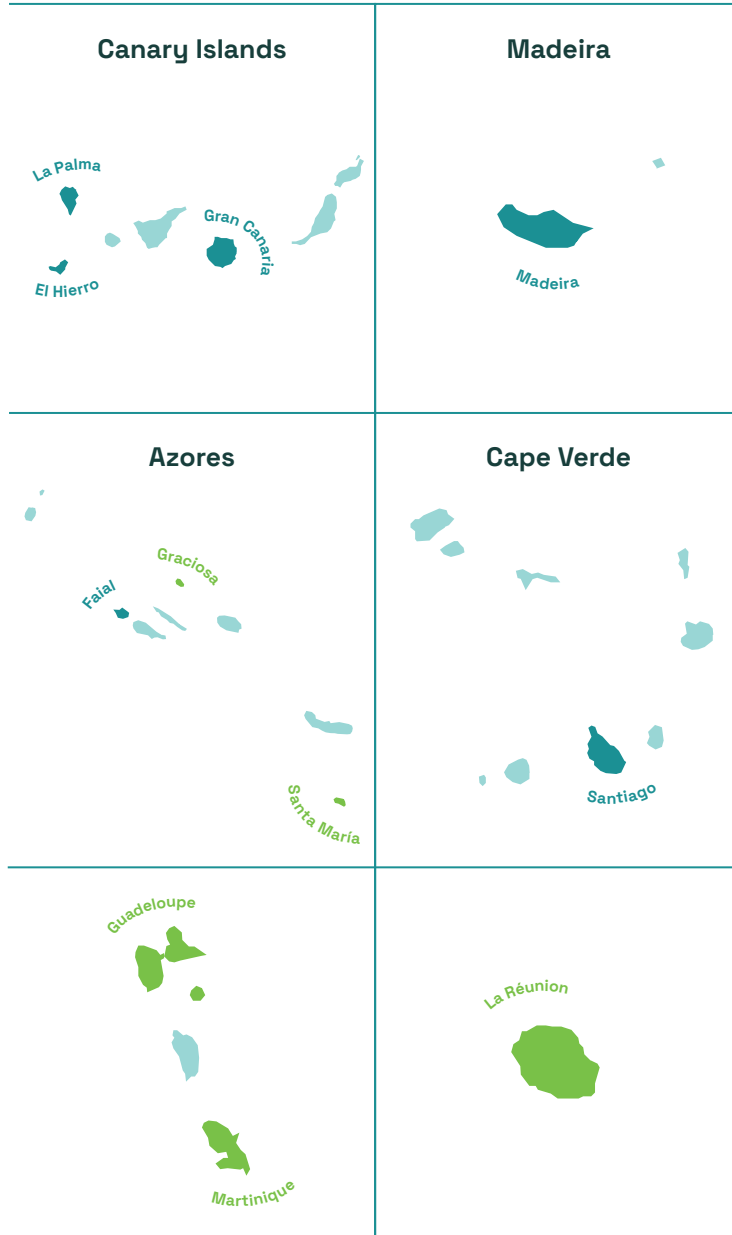 Canary Islands
Madeira
La Palma
Gran Canaria
El Hierro
Madeira
Azores
Cape Verde
Graciosa
Faial
Santa María
Santiago
Guadeloupe
La Réunion
Martinique